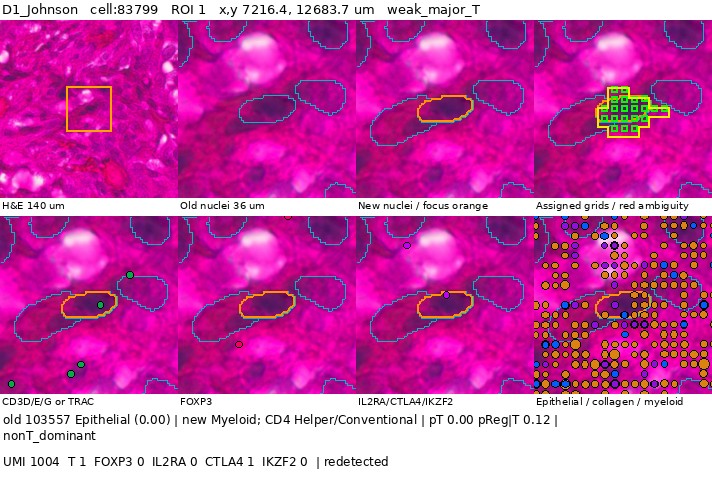 D1_Johnson cell:83799 ROI 1 x,y 7216.4, 12683.7 um weak_major_T
H&E 140 um
Old nuclei 36 um
New nuclei / focus orange
Assigned grids / red ambiguity
CD3D/E/G or TRAC
FOXP3
IL2RA/CTLA4/IKZF2
Epithelial / collagen / myeloid
old 103557 Epithelial (0.00) | new Myeloid; CD4 Helper/Conventional | pT 0.00 pReg|T 0.12 |
nonT_dominant
UMI 1004 T 1 FOXP3 0 IL2RA 0 CTLA4 1 IKZF2 0 | redetected